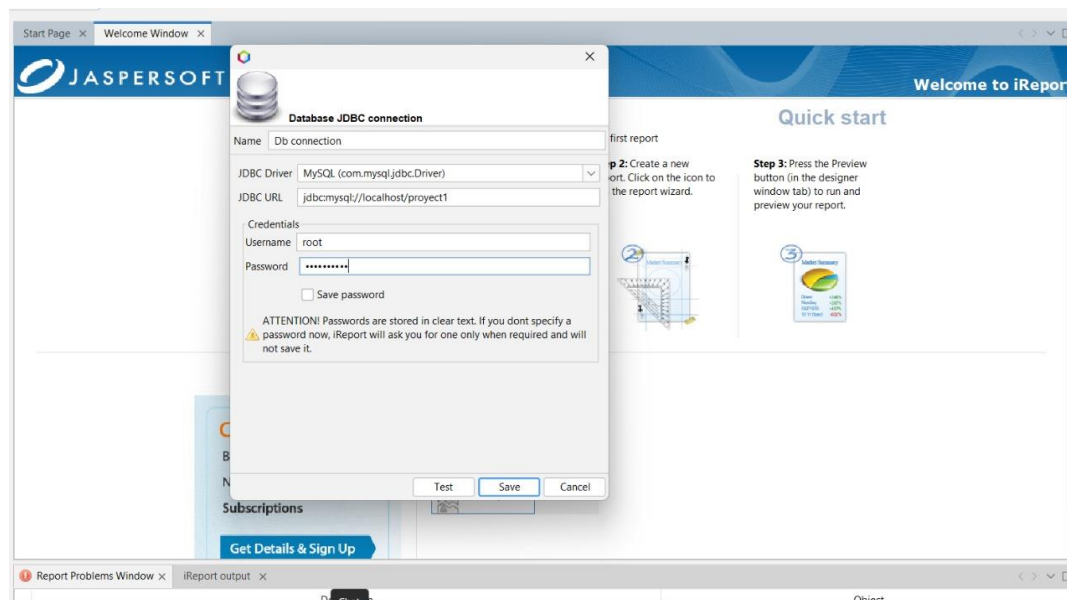 Start Page
Welcome Window
JASPERSOFT
Welcome to iRepor
Database JDBC connection
Name Db connection
JDBC Driver MySQL (com.mysql.jdbc.Driver)
JDBC URL jdbc:mysql://localhost/proyect1
Credentials
Username root
Password ••••••••••
Save password
ATTENTION! Passwords are stored in clear text. If you dont specify a
password now, iReport will ask you for one only when required and will
not save it.
Test Save Cancel
Quick start
first report
p 2: Create a new
ort. Click on the icon to
the report wizard.
Step 3: Press the Preview
button (in the designer
window tab) to run and
preview your report.
2
3
Subscriptions
Get Details & Sign Up
Report Problems Window
iReport output
Object